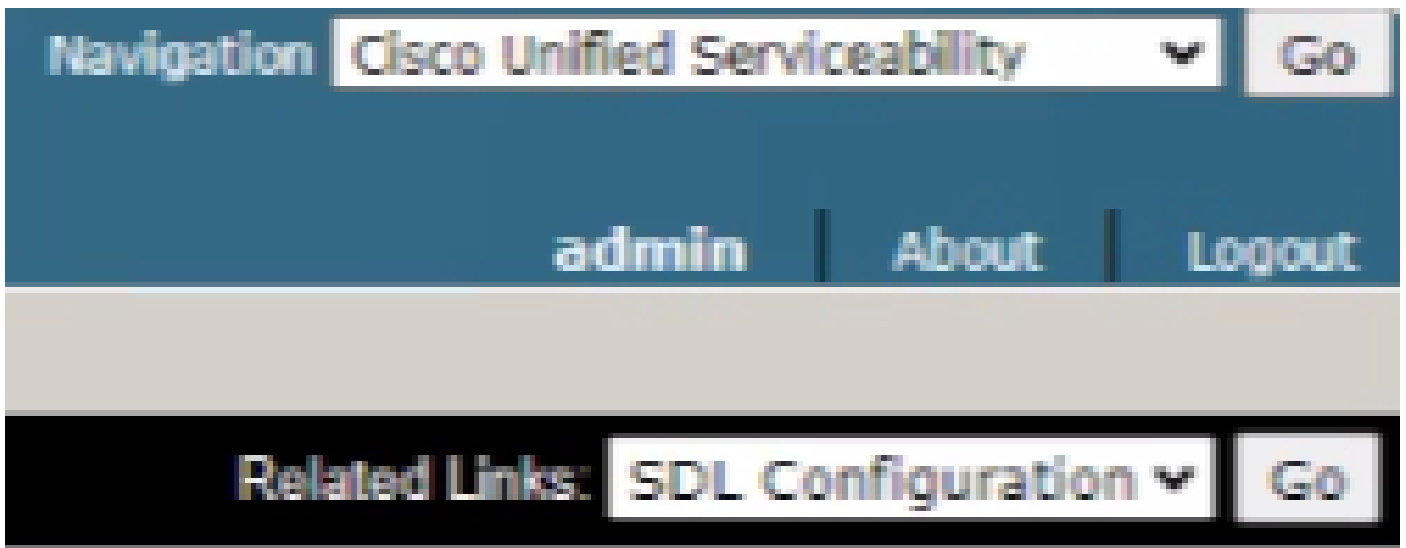 Navigation Cisco Unified Serviceability Go
admin About Logout
Related Links: SDL Configuration Go